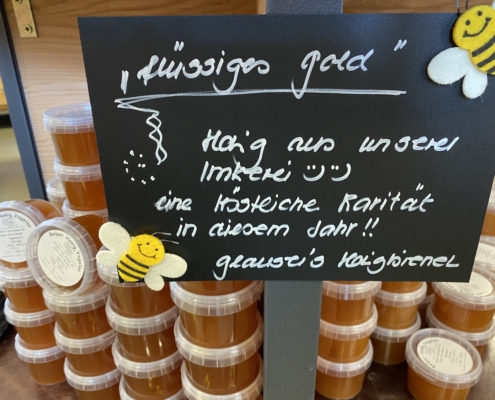 „flüssiges gold"
Honig aus unserer
Imkerei
eine köstliche Rarität
in diesem Jahr!!